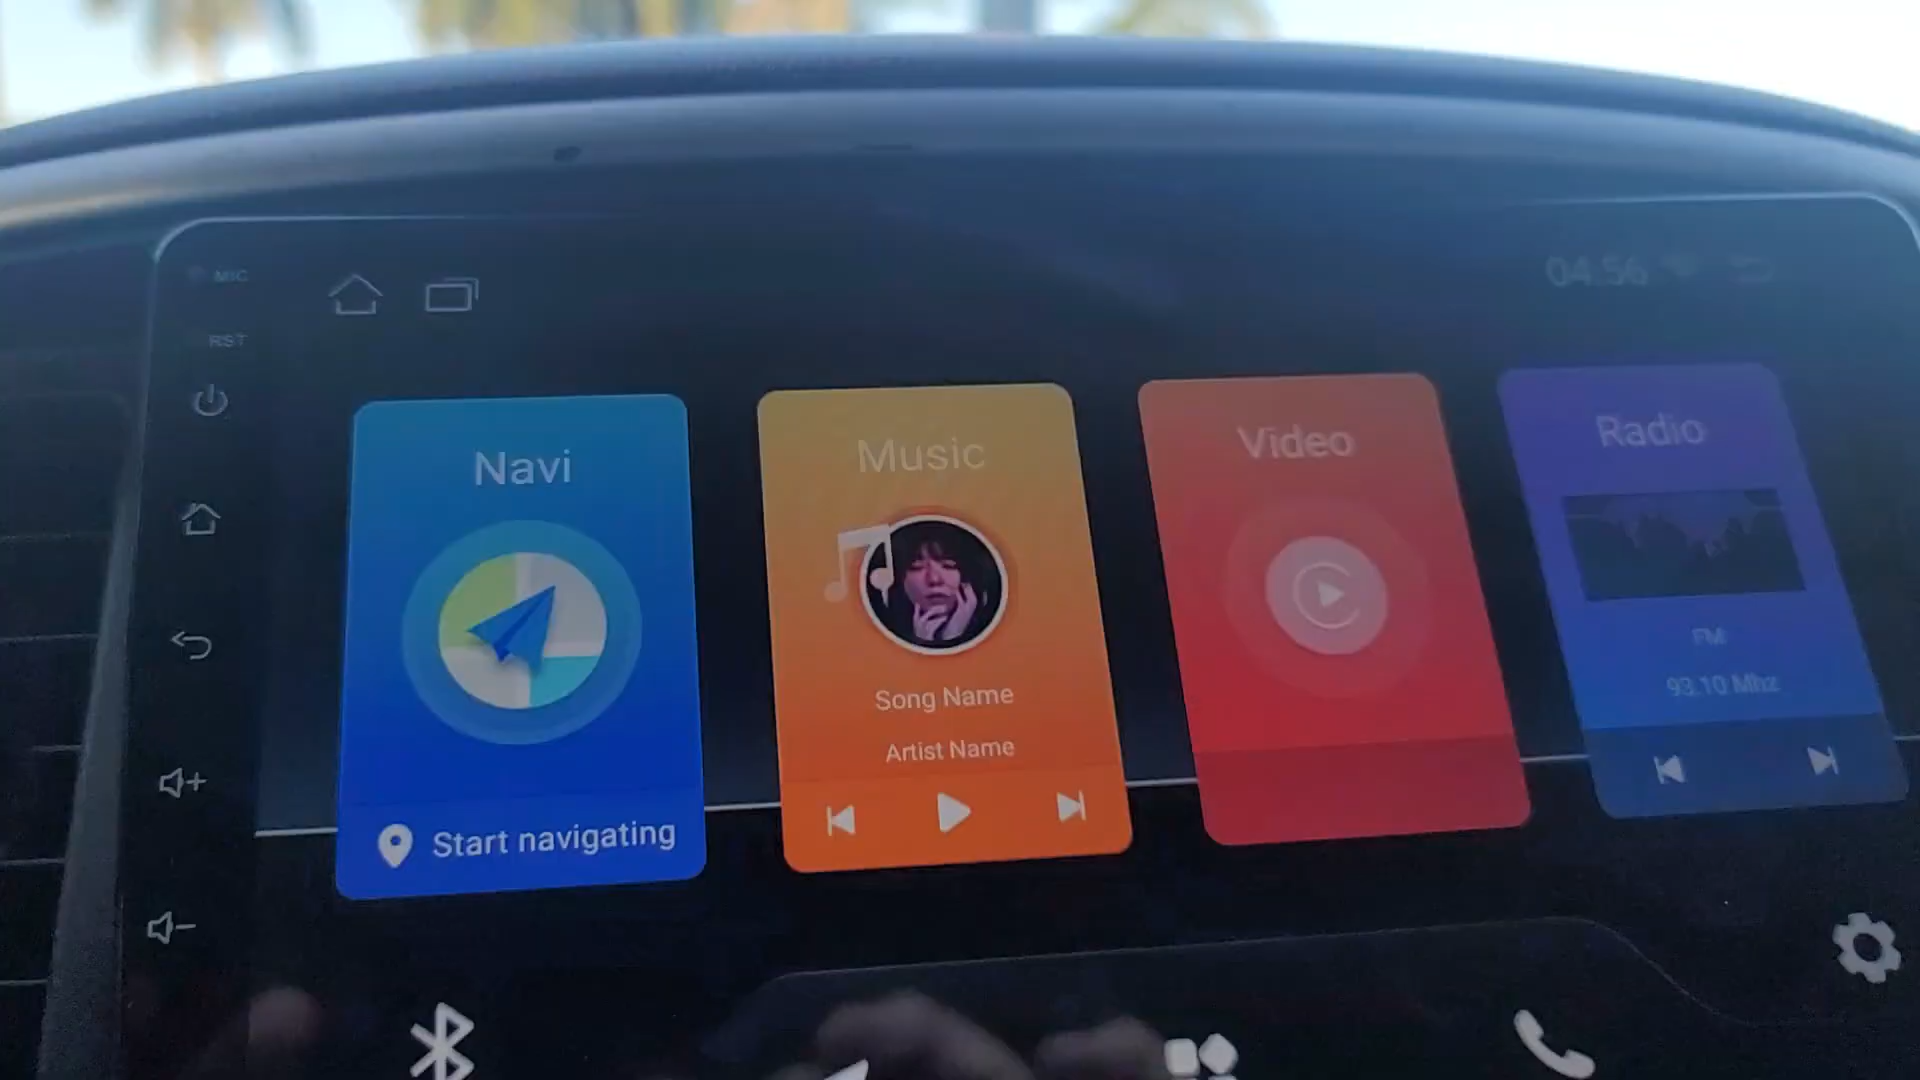 MIC
04:56
RST
Navi
Music
Video
Radio
Song Name
Artist Name
FM
93.10 Mhz
Start navigating